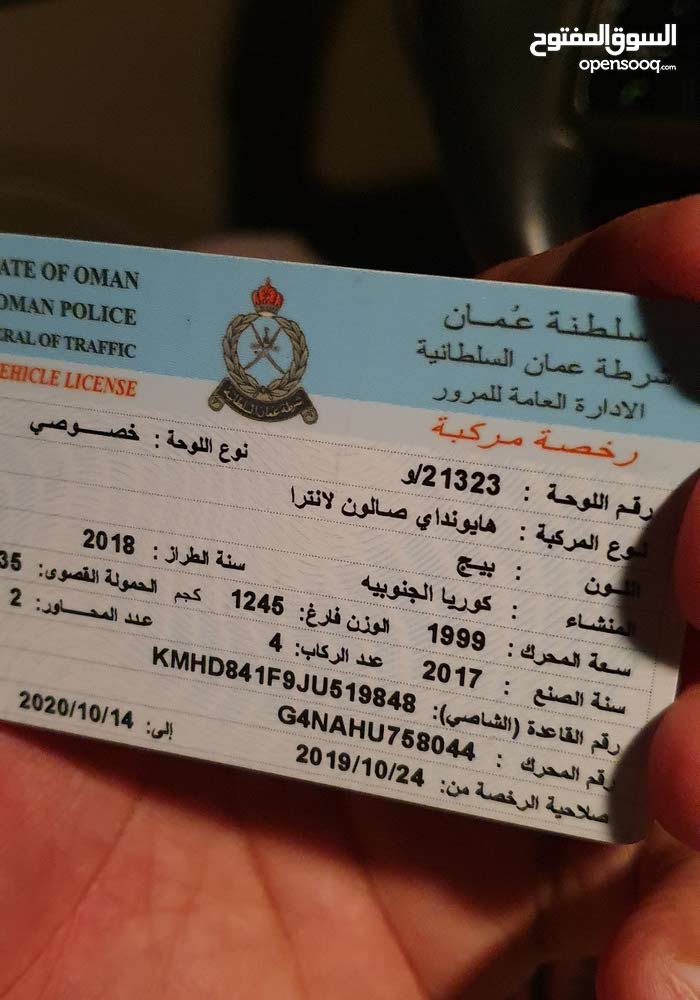 السوق المفتوح
opensooq.com
ATE OF OMAN
OMAN POLICE
ERAL OF TRAFFIC
EHICLE LICENSE
سلطنة عُمان
شرطة عمان السلطانية
الادارة العامة للمرور
رخصة مركبة
شرطة عمان السلطانية
رقم اللوحة : 21323/و نوع اللوحة : خصوصي
نوع المركبة : هايونداي صالون لانترا
اللون : بيج
المنشاء : كوريا الجنوبيه سنة الطراز : 2018
سعة المحرك : 1999 الوزن فارغ: 1245 كجم الحمولة القصوى: 35
سنة الصنع : 2017 عدد الركاب: 4 عدد المحاور: 2
رقم القاعدة (الشاصي): KMHD841F9JU519848
رقم المحرك : G4NAHU758044
صلاحية الرخصة من: 2019/10/24 إلى: 2020/10/14